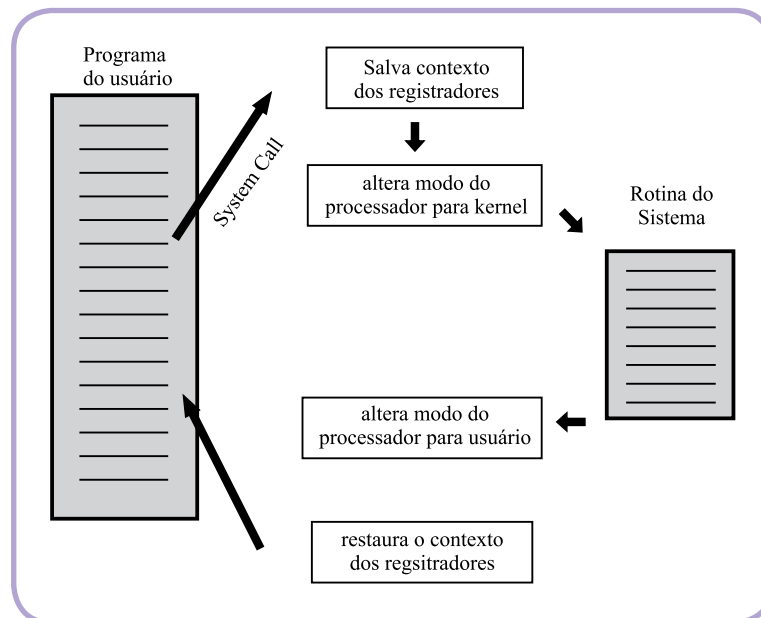 Programa
do usuário
System Call
Salva contexto
dos registradores
altera modo do
processador para kernel
Rotina do
Sistema
altera modo do
processador para usuário
restaura o contexto
dos regsitradores